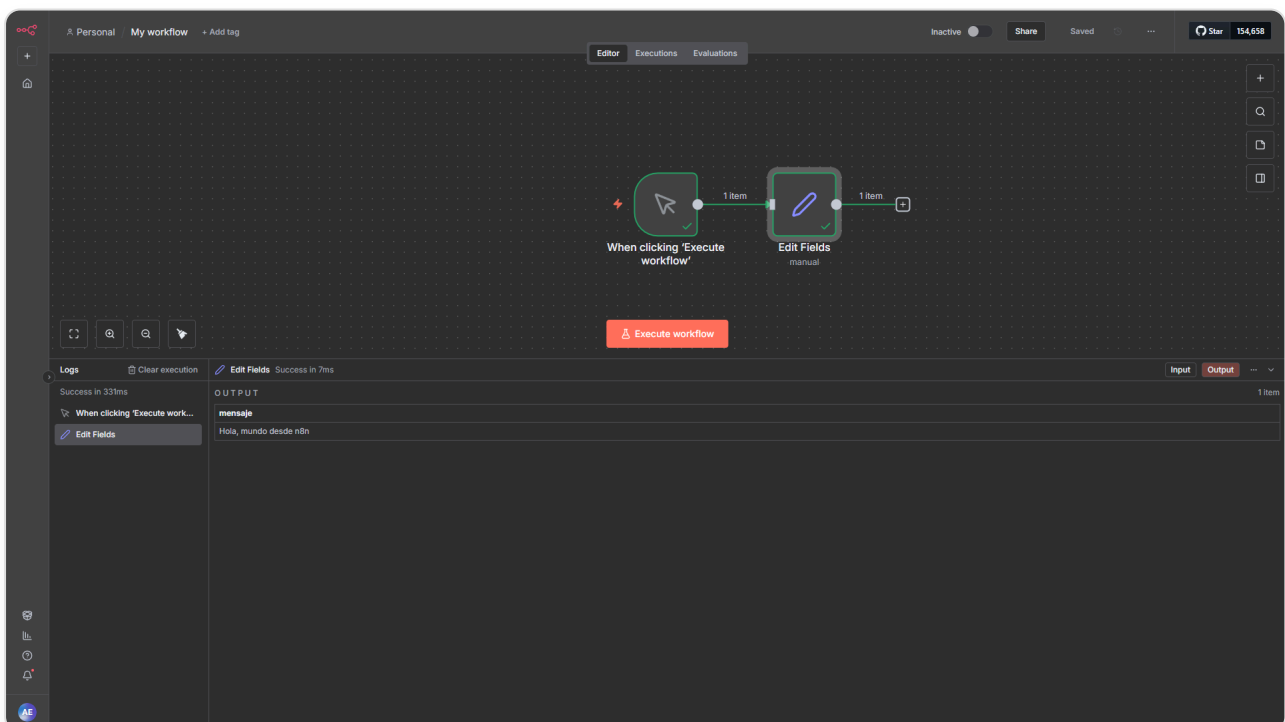 Personal / My workflow + Add tag
Inactive Share Saved ... Star 154,658
Editor Executions Evaluations
1 item 1 item
When clicking ‘Execute workflow’
Edit Fields
manual
Execute workflow
Logs Clear execution Edit Fields Success in 7ms Input Output ...
Success in 331ms OUTPUT 1 item
When clicking ‘Execute work... mensaje
Edit Fields Hola, mundo desde n8n
AE